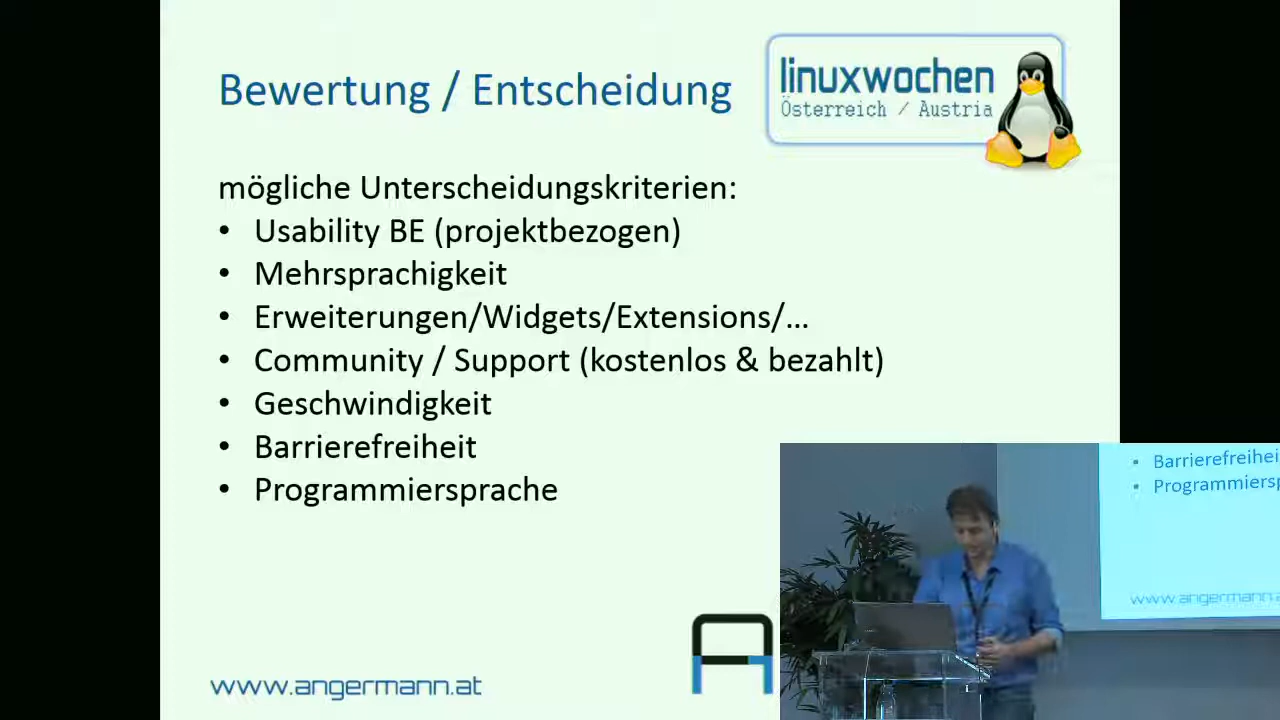 Bewertung / Entscheidung
linuxwochen
Österreich / Austria
mögliche Unterscheidungskriterien:
• Usability BE (projektbezogen)
• Mehrsprachigkeit
• Erweiterungen/Widgets/Extensions/...
• Community / Support (kostenlos & bezahlt)
• Geschwindigkeit
• Barrierefreiheit
• Programmiersprache
www.angermann.at
• Barrierefrei
• Programmiersp
www.angermann.a